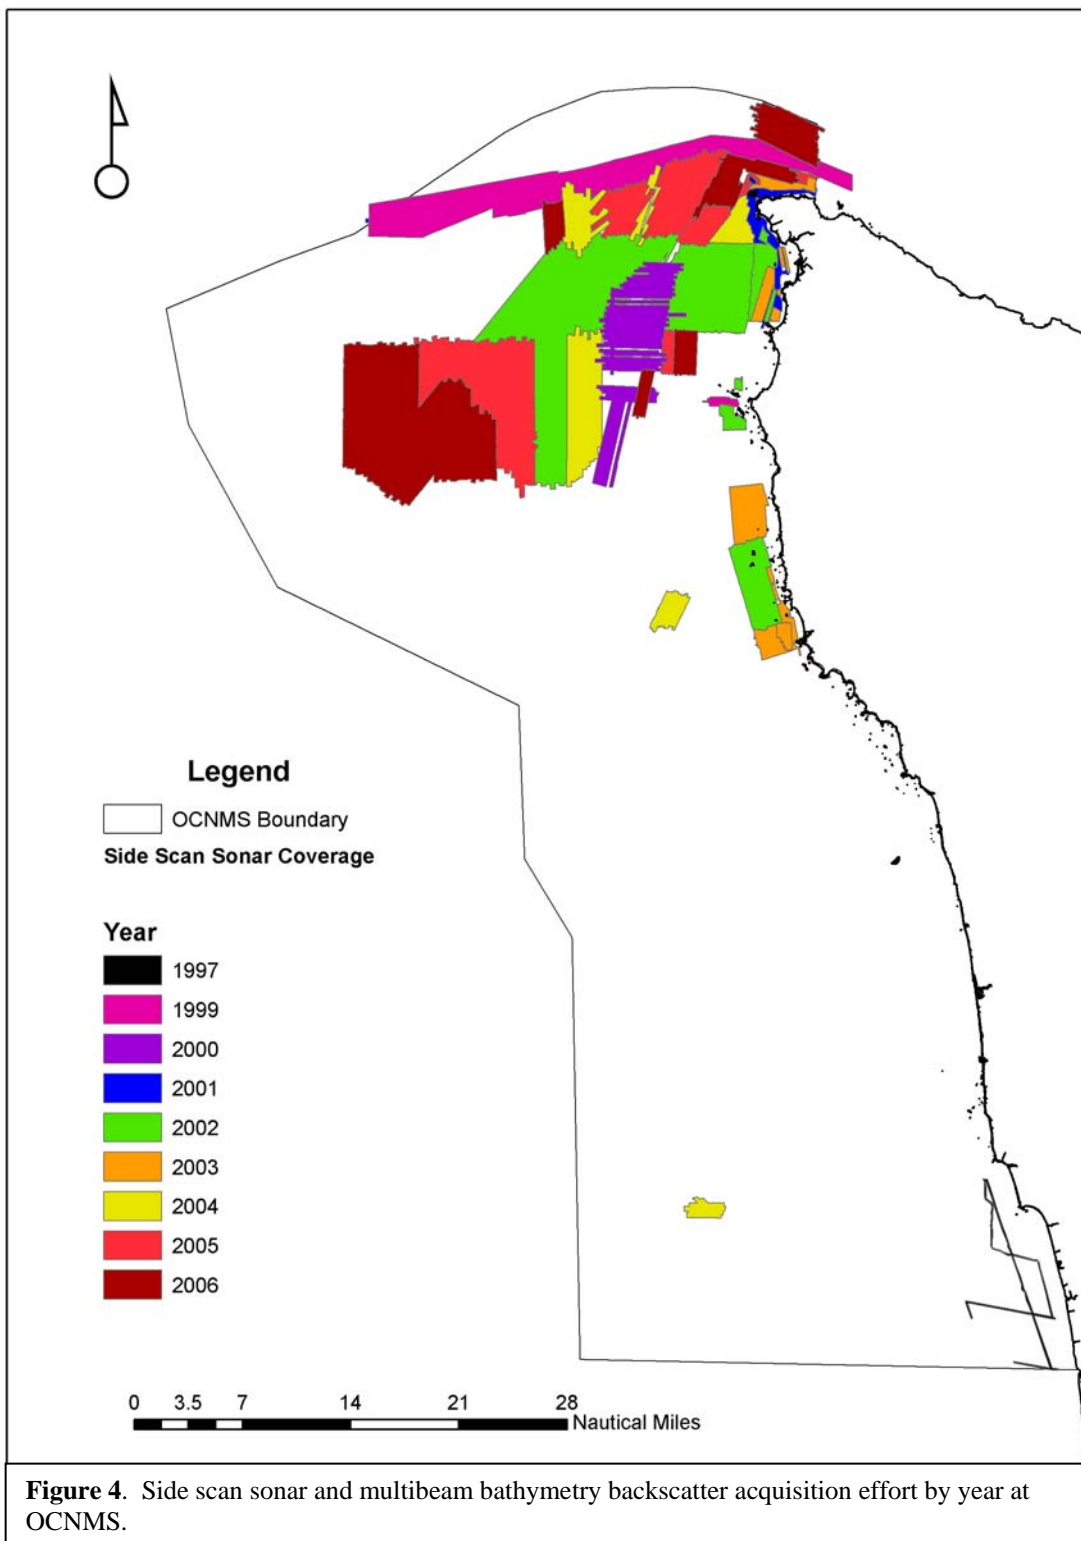 Legend
OCNMS Boundary
Side Scan Sonar Coverage
Year
1997
1999
2000
2001
2002
2003
2004
2005
2006
0 3.5 7 14 21 28
Nautical Miles
Figure 4. Side scan sonar and multibeam bathymetry backscatter acquisition effort by year at
OCNMS.